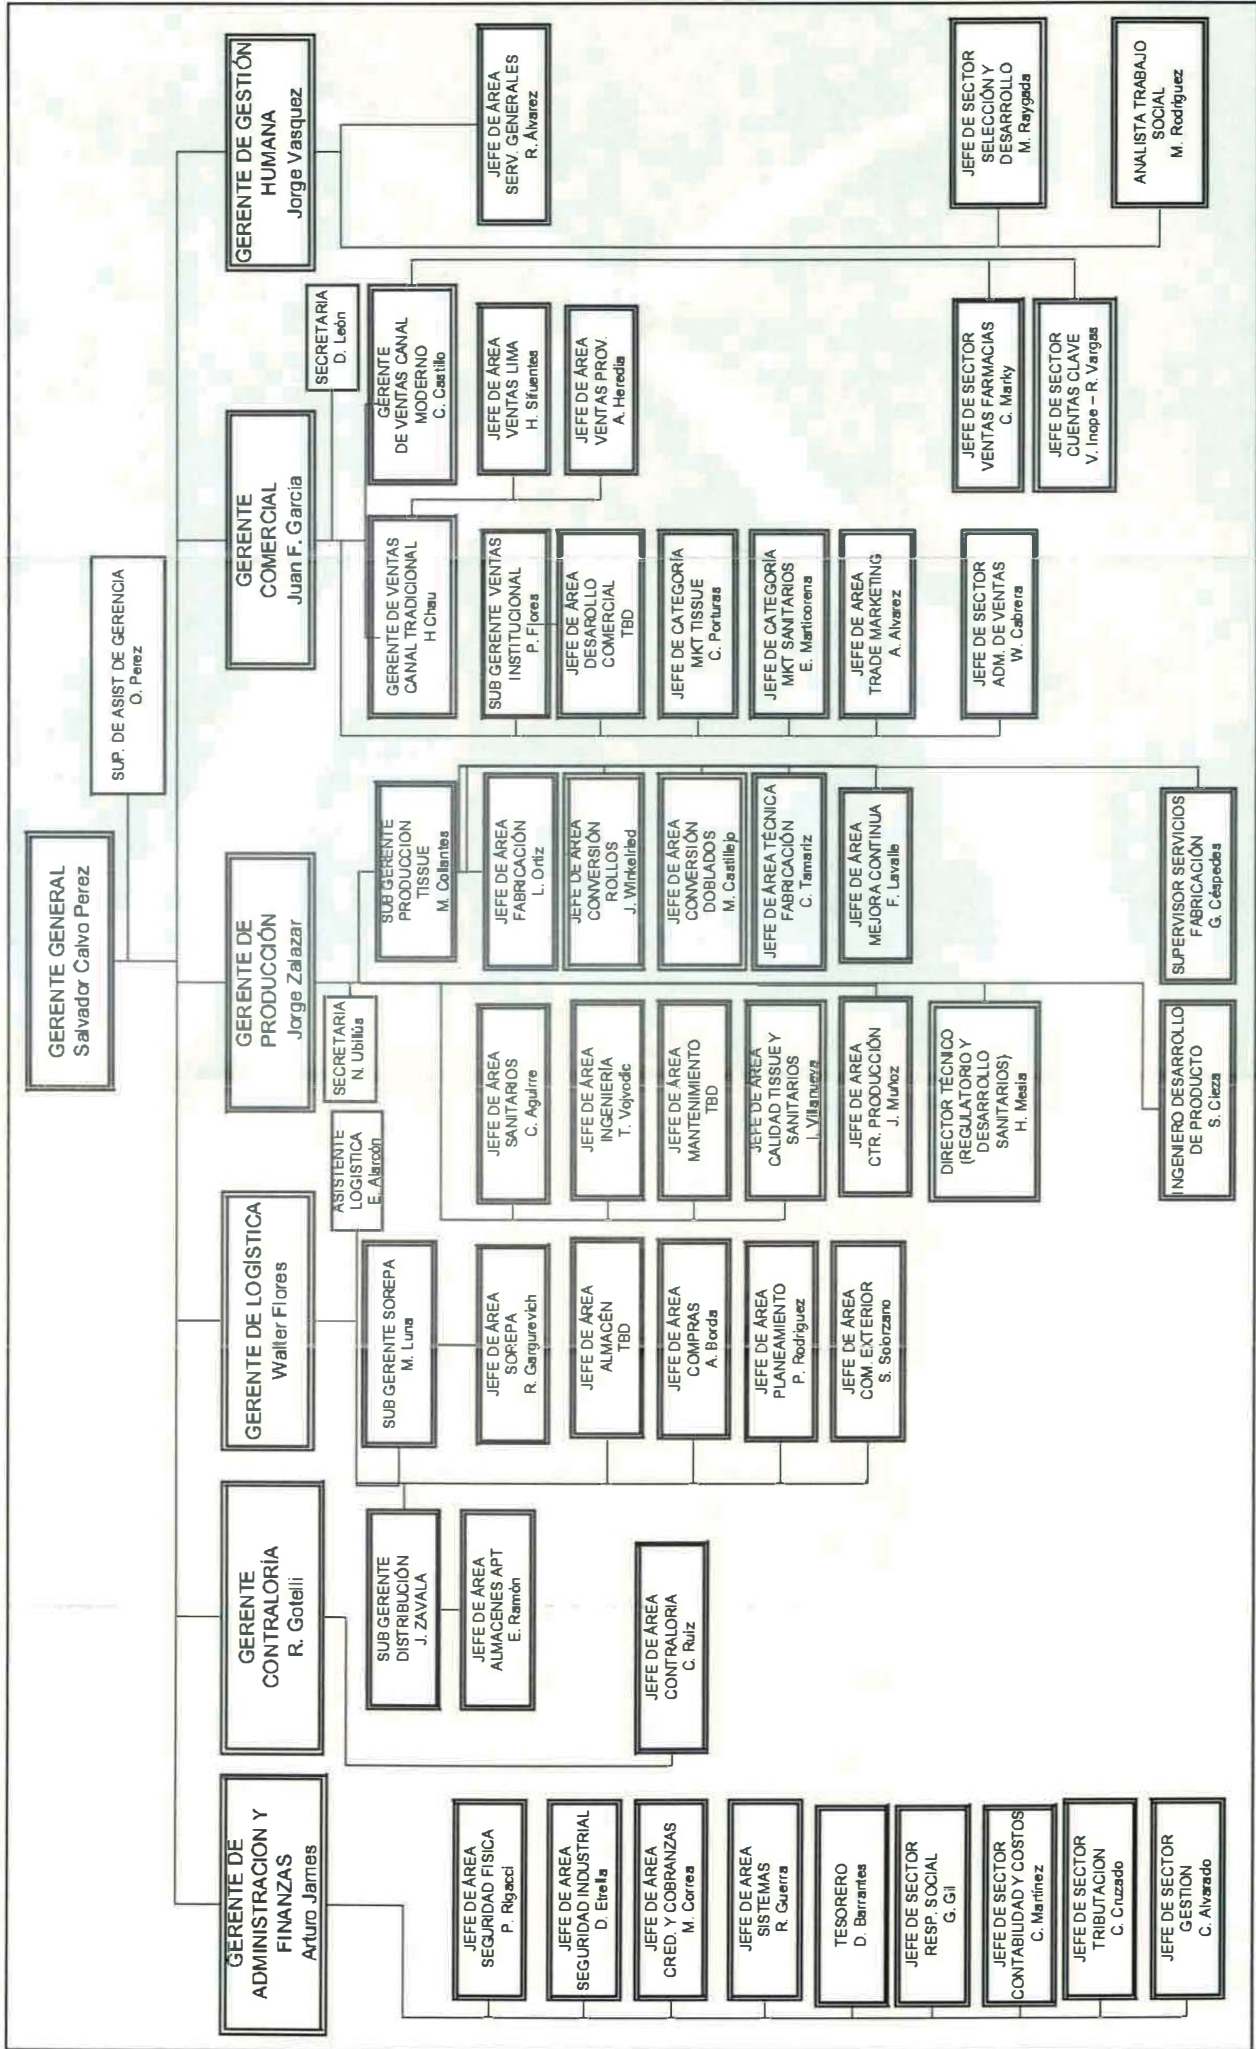 GERENTE GENERAL
Salvador Calvo Perez
SUP. DE ASIST DE GERENCIA
O. Perez
GERENTE DE
ADMINISTRACION Y
FINANZAS
Arturo James
GERENTE
CONTRALORÍA
R. Gotelli
GERENTE DE LOGÍSTICA
Walter Flores
GERENTE DE
PRODUCCIÓN
Jorge Zalazar
GERENTE
COMERCIAL
Juan F. Garcia
GERENTE DE GESTIÓN
HUMANA
Jorge Vasquez
JEFE DE ÁREA
SEGURIDAD FISICA
P. Rigacci
JEFE DE AREA
SEGURIDAD INDUSTRIAL
D. Etrella
JEFE DE ÁREA
CRED. Y COBRANZAS
M. Correa
JEFE DE AREA
SISTEMAS
R. Guerra
TESORERO
D. Barrantes
JEFE DE SECTOR
RESP. SOCIAL
G. Gil
JEFE DE SECTOR
CONTABILIDAD Y COSTOS
C. Martínez
JEFE DE SECTOR
TRIBUTACION
C. Cruzado
JEFE DE SECTOR
GESTION
C. Alvarado
SUB GERENTE
DISTRIBUCIÓN
J. ZAVALA
JEFE DE ÁREA
ALMACENES APT
E. Ramón
JEFE DE ÁREA
CONTRALORIA
C. Ruiz
ASISTENTE
LOGISTICA
E. Alarcón
SUB GERENTE SOREPA
M. Luna
JEFE DE ÁREA
SOREPA
R. Gargurevich
JEFE DE ÁREA
ALMACÉN
TBD
JEFE DE ÁREA
COMPRAS
A. Borda
JEFE DE ÁREA
PLANEAMIENTO
P. Rodriguez
JEFE DE ÁREA
COM. EXTERIOR
S. Solorzano
SECRETARIA
N. Ubillús
JEFE DE ÁREA
SANITARIOS
C. Aguirre
JEFE DE ÁREA
INGENIERÍA
T. Vojvodic
JEFE DE ÁREA
MANTENIMIENTO
TBD
JEFE DE ÁREA
CALIDAD TISSUE Y
SANITARIOS
I. Villanueva
JEFE DE AREA
CTR. PRODUCCIÓN
J. Muñoz
DIRECTOR TÉCNICO
(REGULATORIO Y
DESARROLLO
SANITARIOS)
H. Mesia
INGENIERO DESARROLLO
DE PRODUCTO
S. Cieza
SUB GERENTE
PRODUCCION
TISSUE
M. Collantes
JEFE DE ÁREA
FABRICACIÓN
L. Ortiz
JEFE DE ÁREA
CONVERSIÓN
ROLLOS
J. Winkelried
JEFE DE ÁREA
CONVERSIÓN
DOBLADOS
M. Castillejo
JEFE DE ÁREA TÉCNICA
FABRICACIÓN
C. Tamariz
JEFE DE ÁREA
MEJORA CONTINUA
F. Lavalle
SUPERVISOR SERVICIOS
FABRICACIÓN
G. Céspedes
SECRETARIA
D. León
GERENTE DE VENTAS
CANAL TRADICIONAL
H Chau
SUB GERENTE VENTAS
INSTITUCIONAL
P. Flores
JEFE DE ÁREA
DESAROLLO
COMERCIAL
TBD
JEFE DE CATEGORÍA
MKT TISSUE
C. Porturas
JEFE DE CATEGORÍA
MKT SANITARIOS
E. Marticorena
JEFE DE AREA
TRADE MARKETING
A. Alvarez
JEFE DE SECTOR
ADM. DE VENTAS
W. Cabrera
GERENTE
DE VENTAS CANAL
MODERNO
C. Castillo
JEFE DE ÁREA
VENTAS LIMA
H. Sifuentes
JEFE DE ÁREA
VENTAS PROV.
A. Heredia
JEFE DE SECTOR
VENTAS FARMACIAS
C. Marky
JEFE DE SECTOR
CUENTAS CLAVE
V. Inope – R. Vargas
JEFE DE ÁREA
SERV. GENERALES
R. Álvarez
JEFE DE SECTOR
SELECCIÓN Y
DESARROLLO
M. Raygada
ANALISTA TRABAJO
SOCIAL
M. Rodriguez